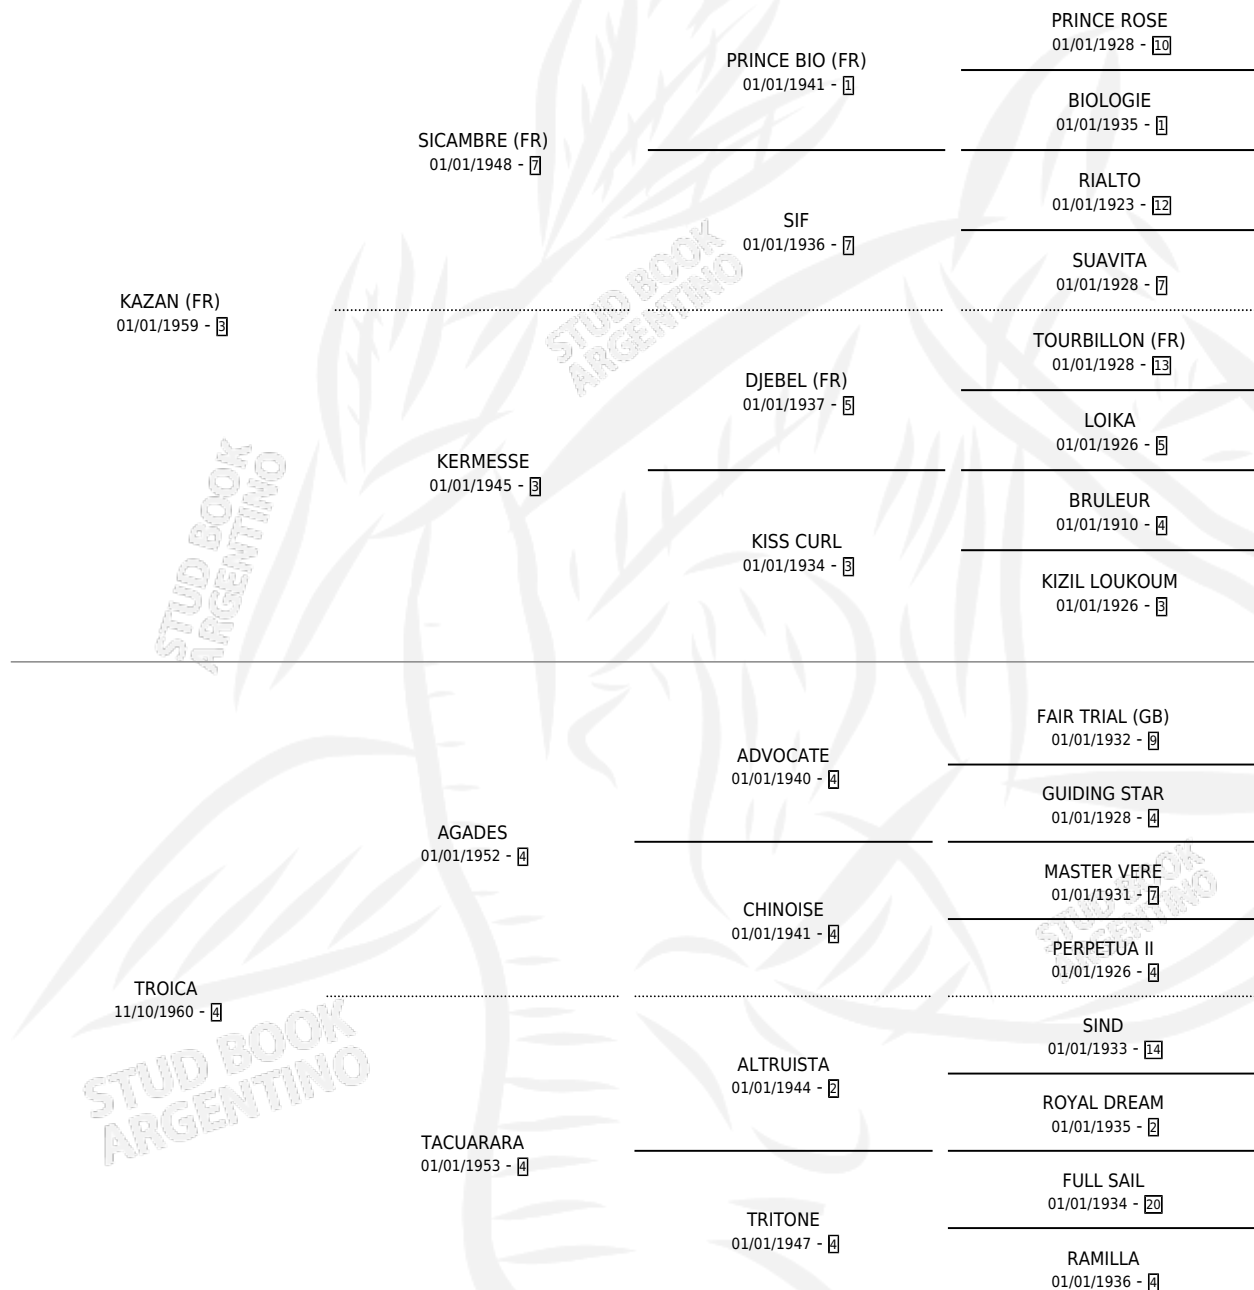 PRINCE ROSE
01/01/1928 - 10
PRINCE BIO (FR)
01/01/1941 - 1
BIOLOGIE
01/01/1935 - 1
SICAMBRE (FR)
01/01/1948 - 7
RIALTO
01/01/1923 - 12
SIF
01/01/1936 - 7
SUAVITA
01/01/1928 - 7
KAZAN (FR)
01/01/1959 - 3
TOURBILLON (FR)
01/01/1928 - 13
DJEBEL (FR)
01/01/1937 - 5
LOIKA
01/01/1926 - 5
KERMESSE
01/01/1945 - 3
BRULEUR
01/01/1910 - 4
KISS CURL
01/01/1934 - 3
KIZIL LOUKOUM
01/01/1926 - 3
FAIR TRIAL (GB)
01/01/1932 - 9
ADVOCATE
01/01/1940 - 4
GUIDING STAR
01/01/1928 - 4
AGADES
01/01/1952 - 4
MASTER VERE
01/01/1931 - 7
CHINOISE
01/01/1941 - 4
PERPETUA II
01/01/1926 - 4
TROICA
11/10/1960 - 4
SIND
01/01/1933 - 14
ALTRUISTA
01/01/1944 - 2
ROYAL DREAM
01/01/1935 - 2
TACUARARA
01/01/1953 - 4
FULL SAIL
01/01/1934 - 20
TRITONE
01/01/1947 - 4
RAMILLA
01/01/1936 - 4
STUD BOOK
ARGENTINO
STUD BOOK
ARGENTINO
STUD BOOK
ARGENTINO
STUD BOOK
ARGENTINO